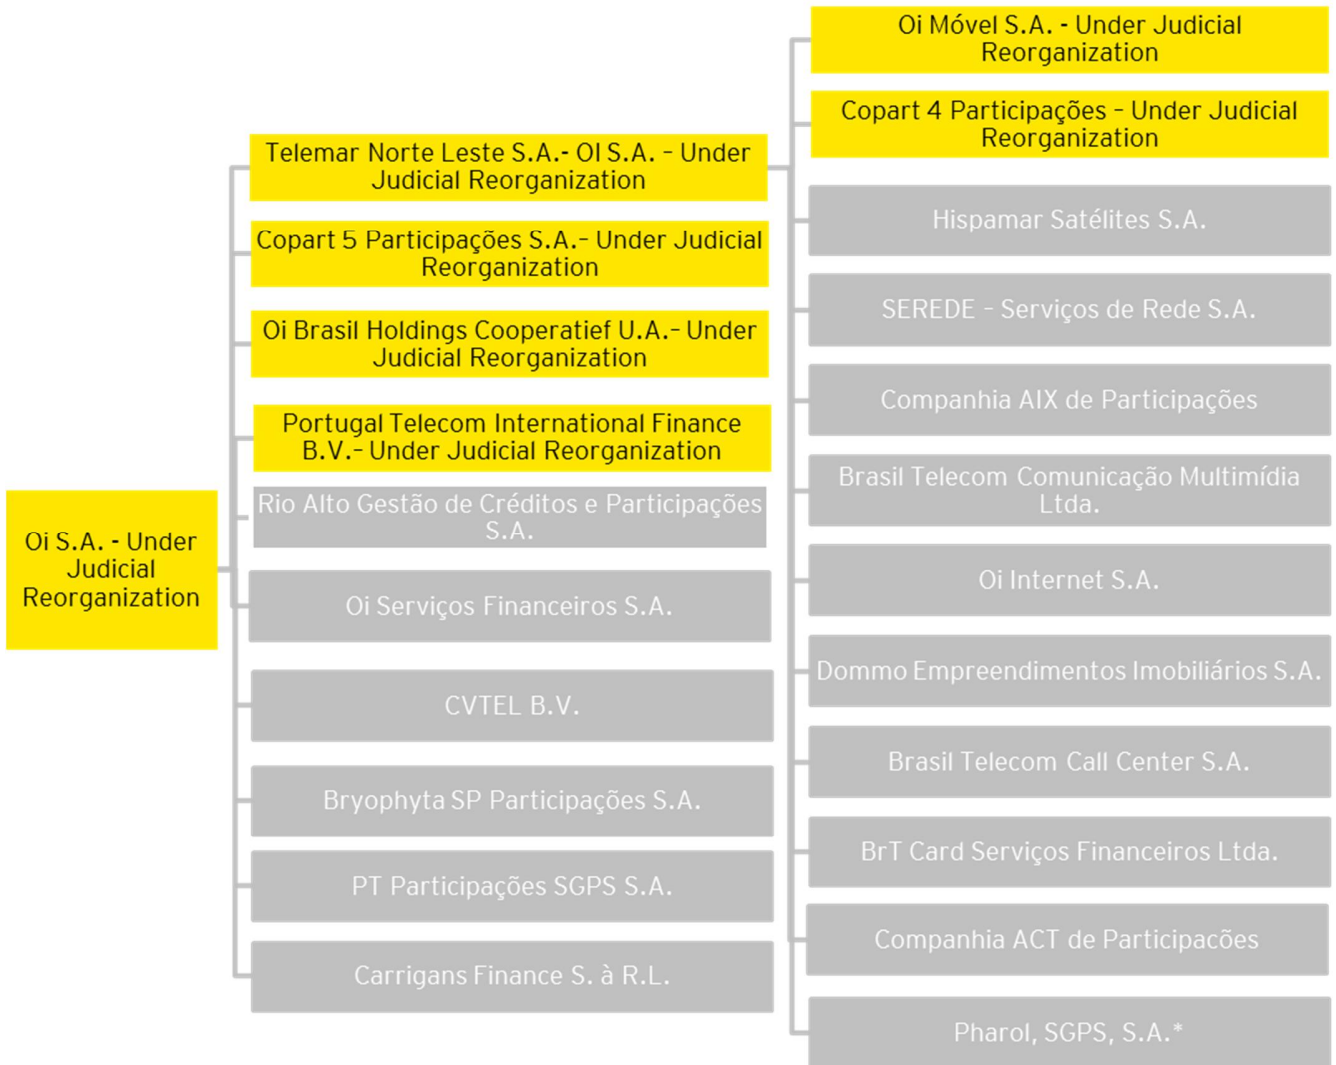 Oi S.A. - Under
Judicial
Reorganization
Telemar Norte Leste S.A.- OI S.A. – Under
Judicial Reorganization
Copart 5 Participações S.A.– Under Judicial
Reorganization
Oi Brasil Holdings Cooperatief U.A.– Under
Judicial Reorganization
Portugal Telecom International Finance
B.V.– Under Judicial Reorganization
Rio Alto Gestão de Créditos e Participações
S.A.
Oi Serviços Financeiros S.A.
CVTEL B.V.
Bryophyta SP Participações S.A.
PT Participações SGPS S.A.
Carrigans Finance S. à R.L.
Oi Móvel S.A. - Under Judicial
Reorganization
Copart 4 Participações – Under Judicial
Reorganization
Hispamar Satélites S.A.
SEREDE – Serviços de Rede S.A.
Companhia AIX de Participações
Brasil Telecom Comunicação Multimídia
Ltda.
Oi Internet S.A.
Dommo Empreendimentos Imobiliários S.A.
Brasil Telecom Call Center S.A.
BrT Card Serviços Financeiros Ltda.
Companhia ACT de Participacões
Pharol, SGPS, S.A.*